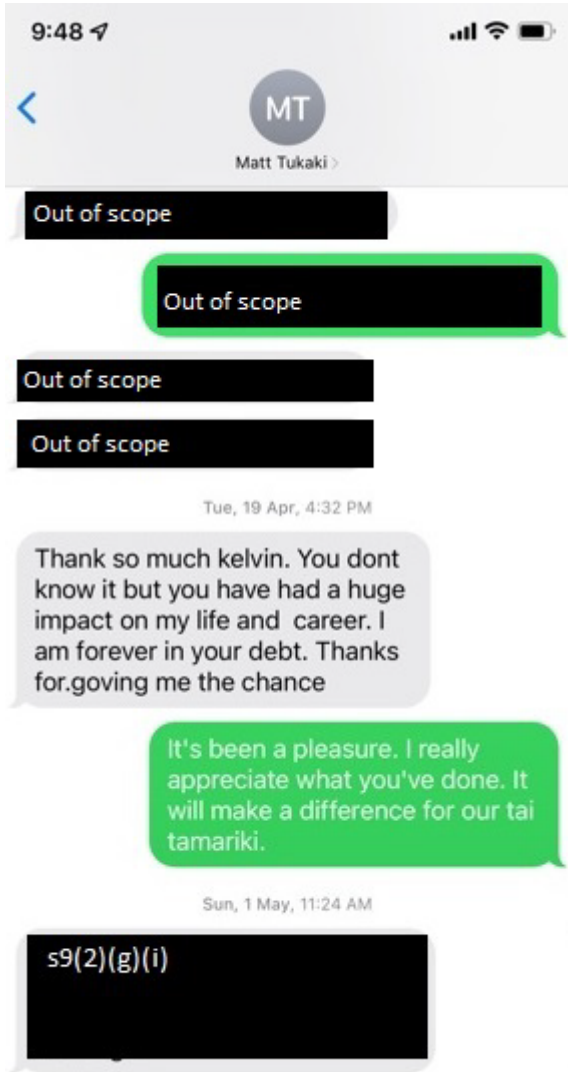 9:48
MT
Matt Tukaki
Out of scope
Out of scope
Out of scope
Out of scope
Tue, 19 Apr, 4:32 PM
Thank so much kelvin. You dont
know it but you have had a huge
impact on my life and  career. I
am forever in your debt. Thanks
for.goving me the chance
It's been a pleasure. I really
appreciate what you've done. It
will make a difference for our tai
tamariki.
Sun, 1 May, 11:24 AM
s9(2)(g)(i)